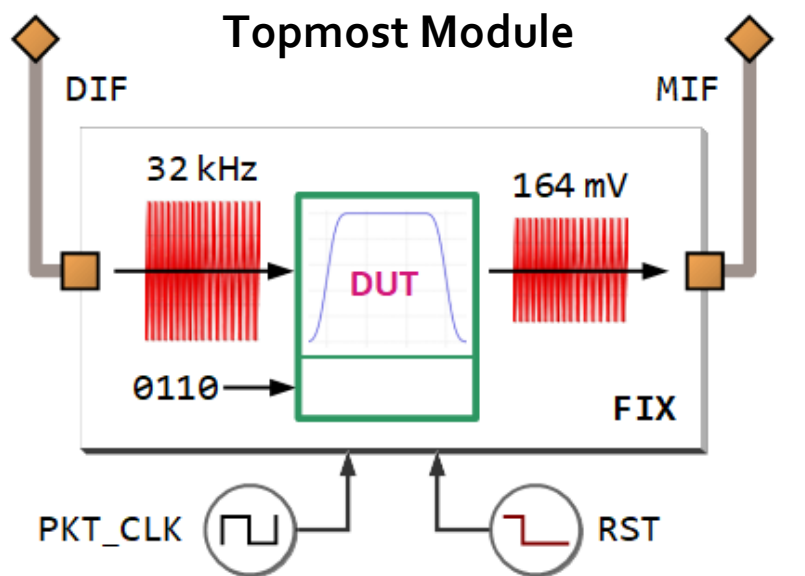 Topmost Module
DIF
MIF
32 kHz
164 mV
DUT
0110
FIX
PKT_CLK
RST